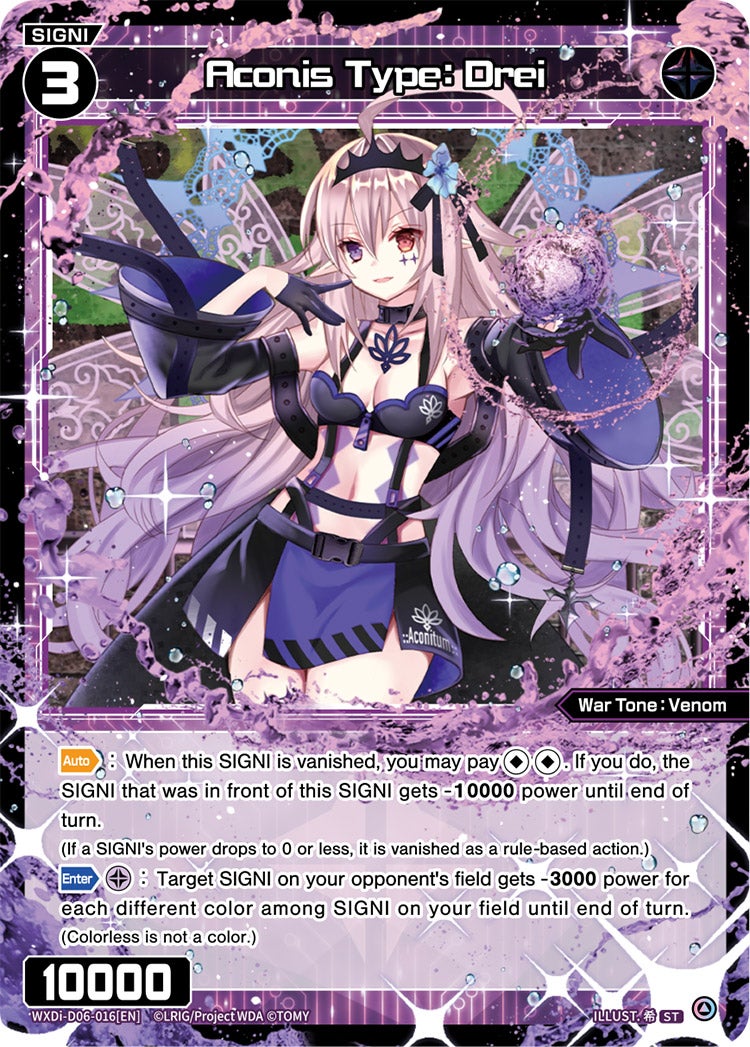 SIGNI
3
Aconis Type: Drei
::Aconitum::
War Tone : Venom
Auto : When this SIGNI is vanished, you may pay . If you do, the
SIGNI that was in front of this SIGNI gets -10000 power until end of
turn.
(If a SIGNI's power drops to 0 or less, it is vanished as a rule-based action.)
Enter : Target SIGNI on your opponent's field gets -3000 power for
each different color among SIGNI on your field until end of turn.
(Colorless is not a color.)
10000
WXDi-D06-016[EN] ©LRIG/Project WDA ©TOMY ILLUST. 希 ST